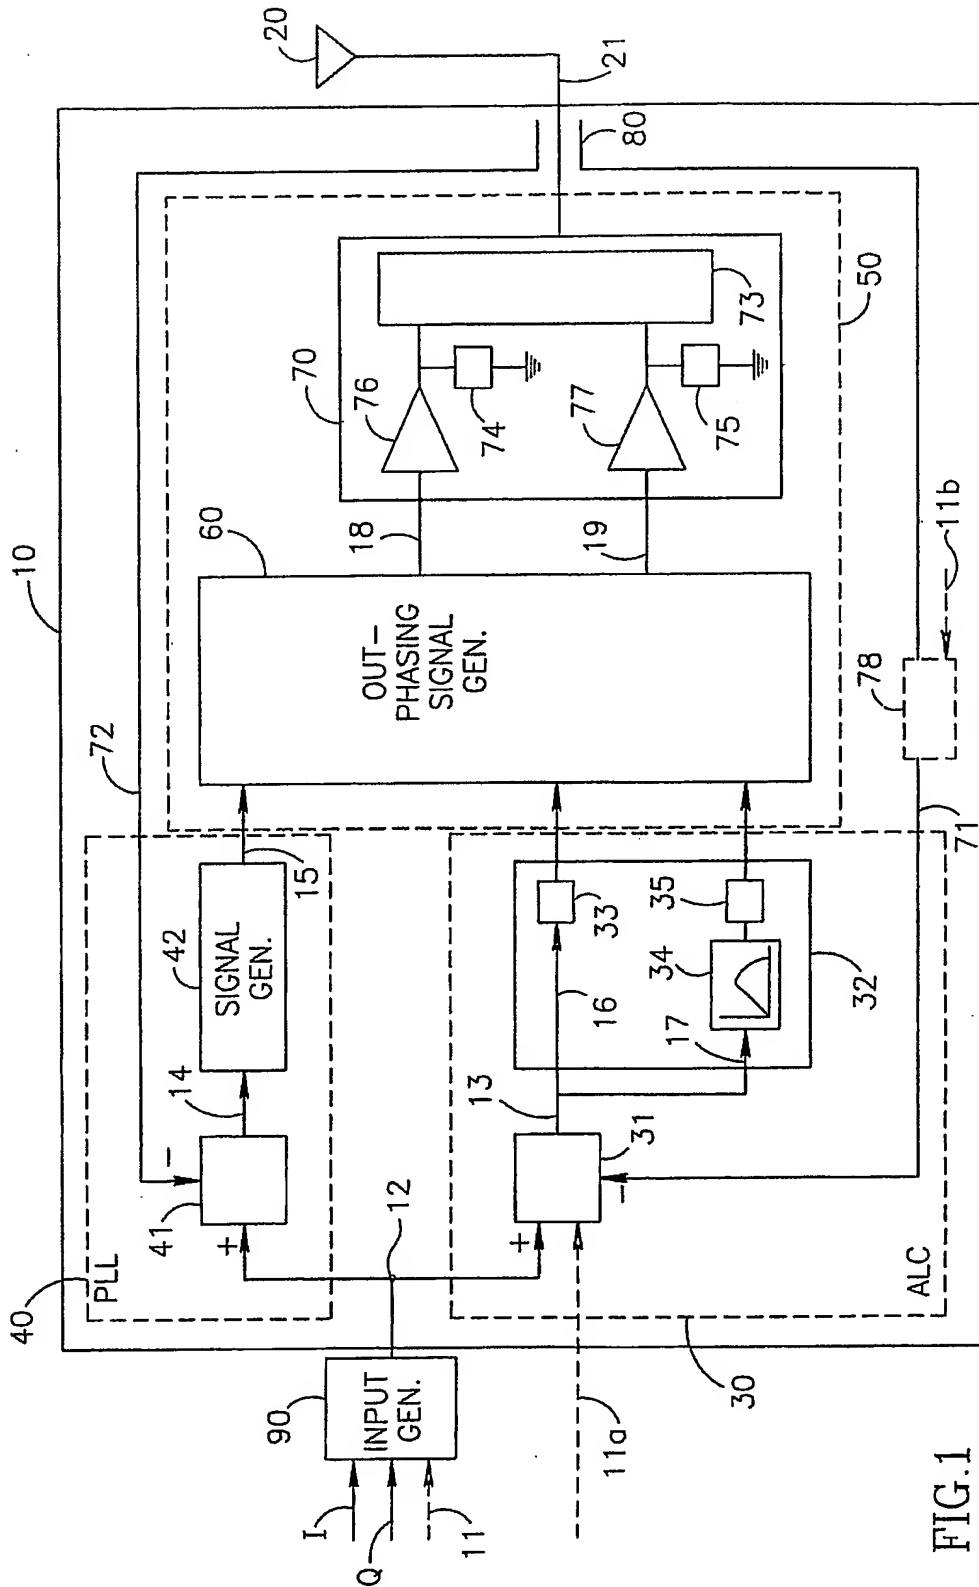 10
20
21
40
PLL
41
+
-
14
42
SIGNAL
GEN.
15
72
60
OUT-
PHASING
SIGNAL
GEN.
18
19
70
76
74
77
75
73
80
50
90
INPUT
GEN.
I
Q
11
12
11a
30
ALC
+
-
31
13
16
17
33
34
35
32
71
78
11b
FIG.1